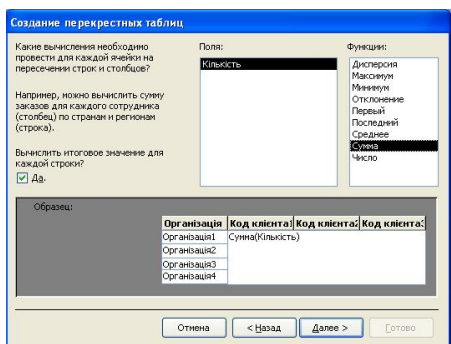 Создание перекрестных таблиц
Какие вычисления необходимо
провести для каждой ячейки на
пересечении строк и столбцов?
Например, можно вычислить сумму
заказов для каждого сотрудника
(столбец) по странам и регионам
(строка).
Вычислить итоговое значение для
каждой строки?
Да.
Поля:
Кількість
Функции:
Дисперсия
Максимум
Минимум
Отклонение
Первый
Последний
Среднее
Сумма
Число
Образец:
Організація Код клієнта1 Код клієнта2 Код клієнта3
Організація1 Сумма(Кількість)
Організація2
Організація3
Організація4
Отмена < Назад Далее > Готово